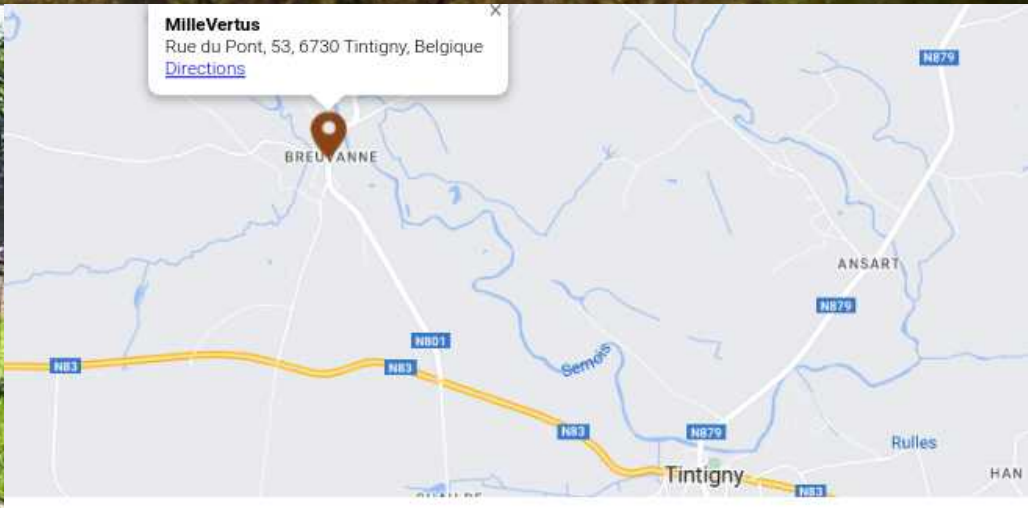 MilleVertus
Rue du Pont, 53, 6730 Tintigny, Belgique
Directions
N879
BREUVANNE
ANSART
N879
N801
Semois
N83
N83
N83
N879
Rulles
Tintigny
HAN
N83